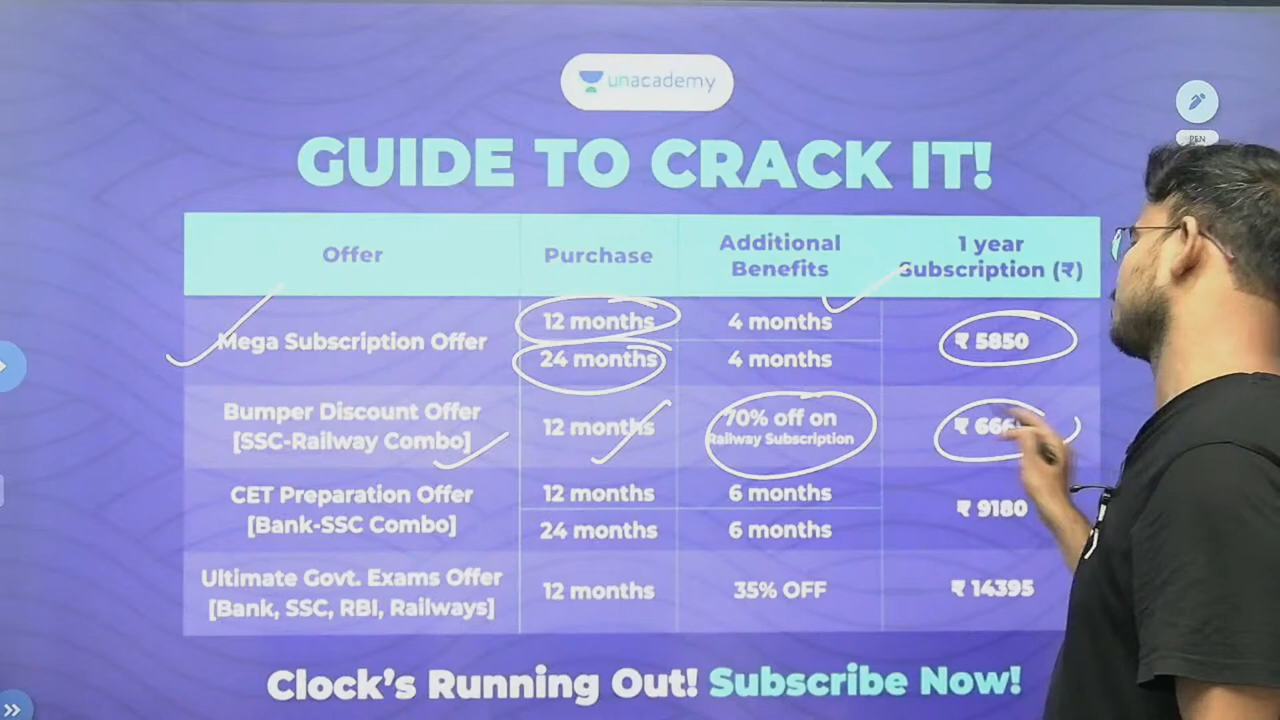 unacademy
PEN
GUIDE TO CRACK IT!
Offer
Purchase
Additional
Benefits
1 year
Subscription (₹)
Mega Subscription Offer
12 months
4 months
24 months
4 months
₹ 5850
Bumper Discount Offer
[SSC-Railway Combo]
12 months
70% off on
Railway Subscription
CET Preparation Offer
[Bank-SSC Combo]
12 months
6 months
24 months
6 months
₹ 9180
Ultimate Govt. Exams Offer
[Bank, SSC, RBI, Railways]
12 months
35% OFF
₹ 14395
Clock's Running Out! Subscribe Now!